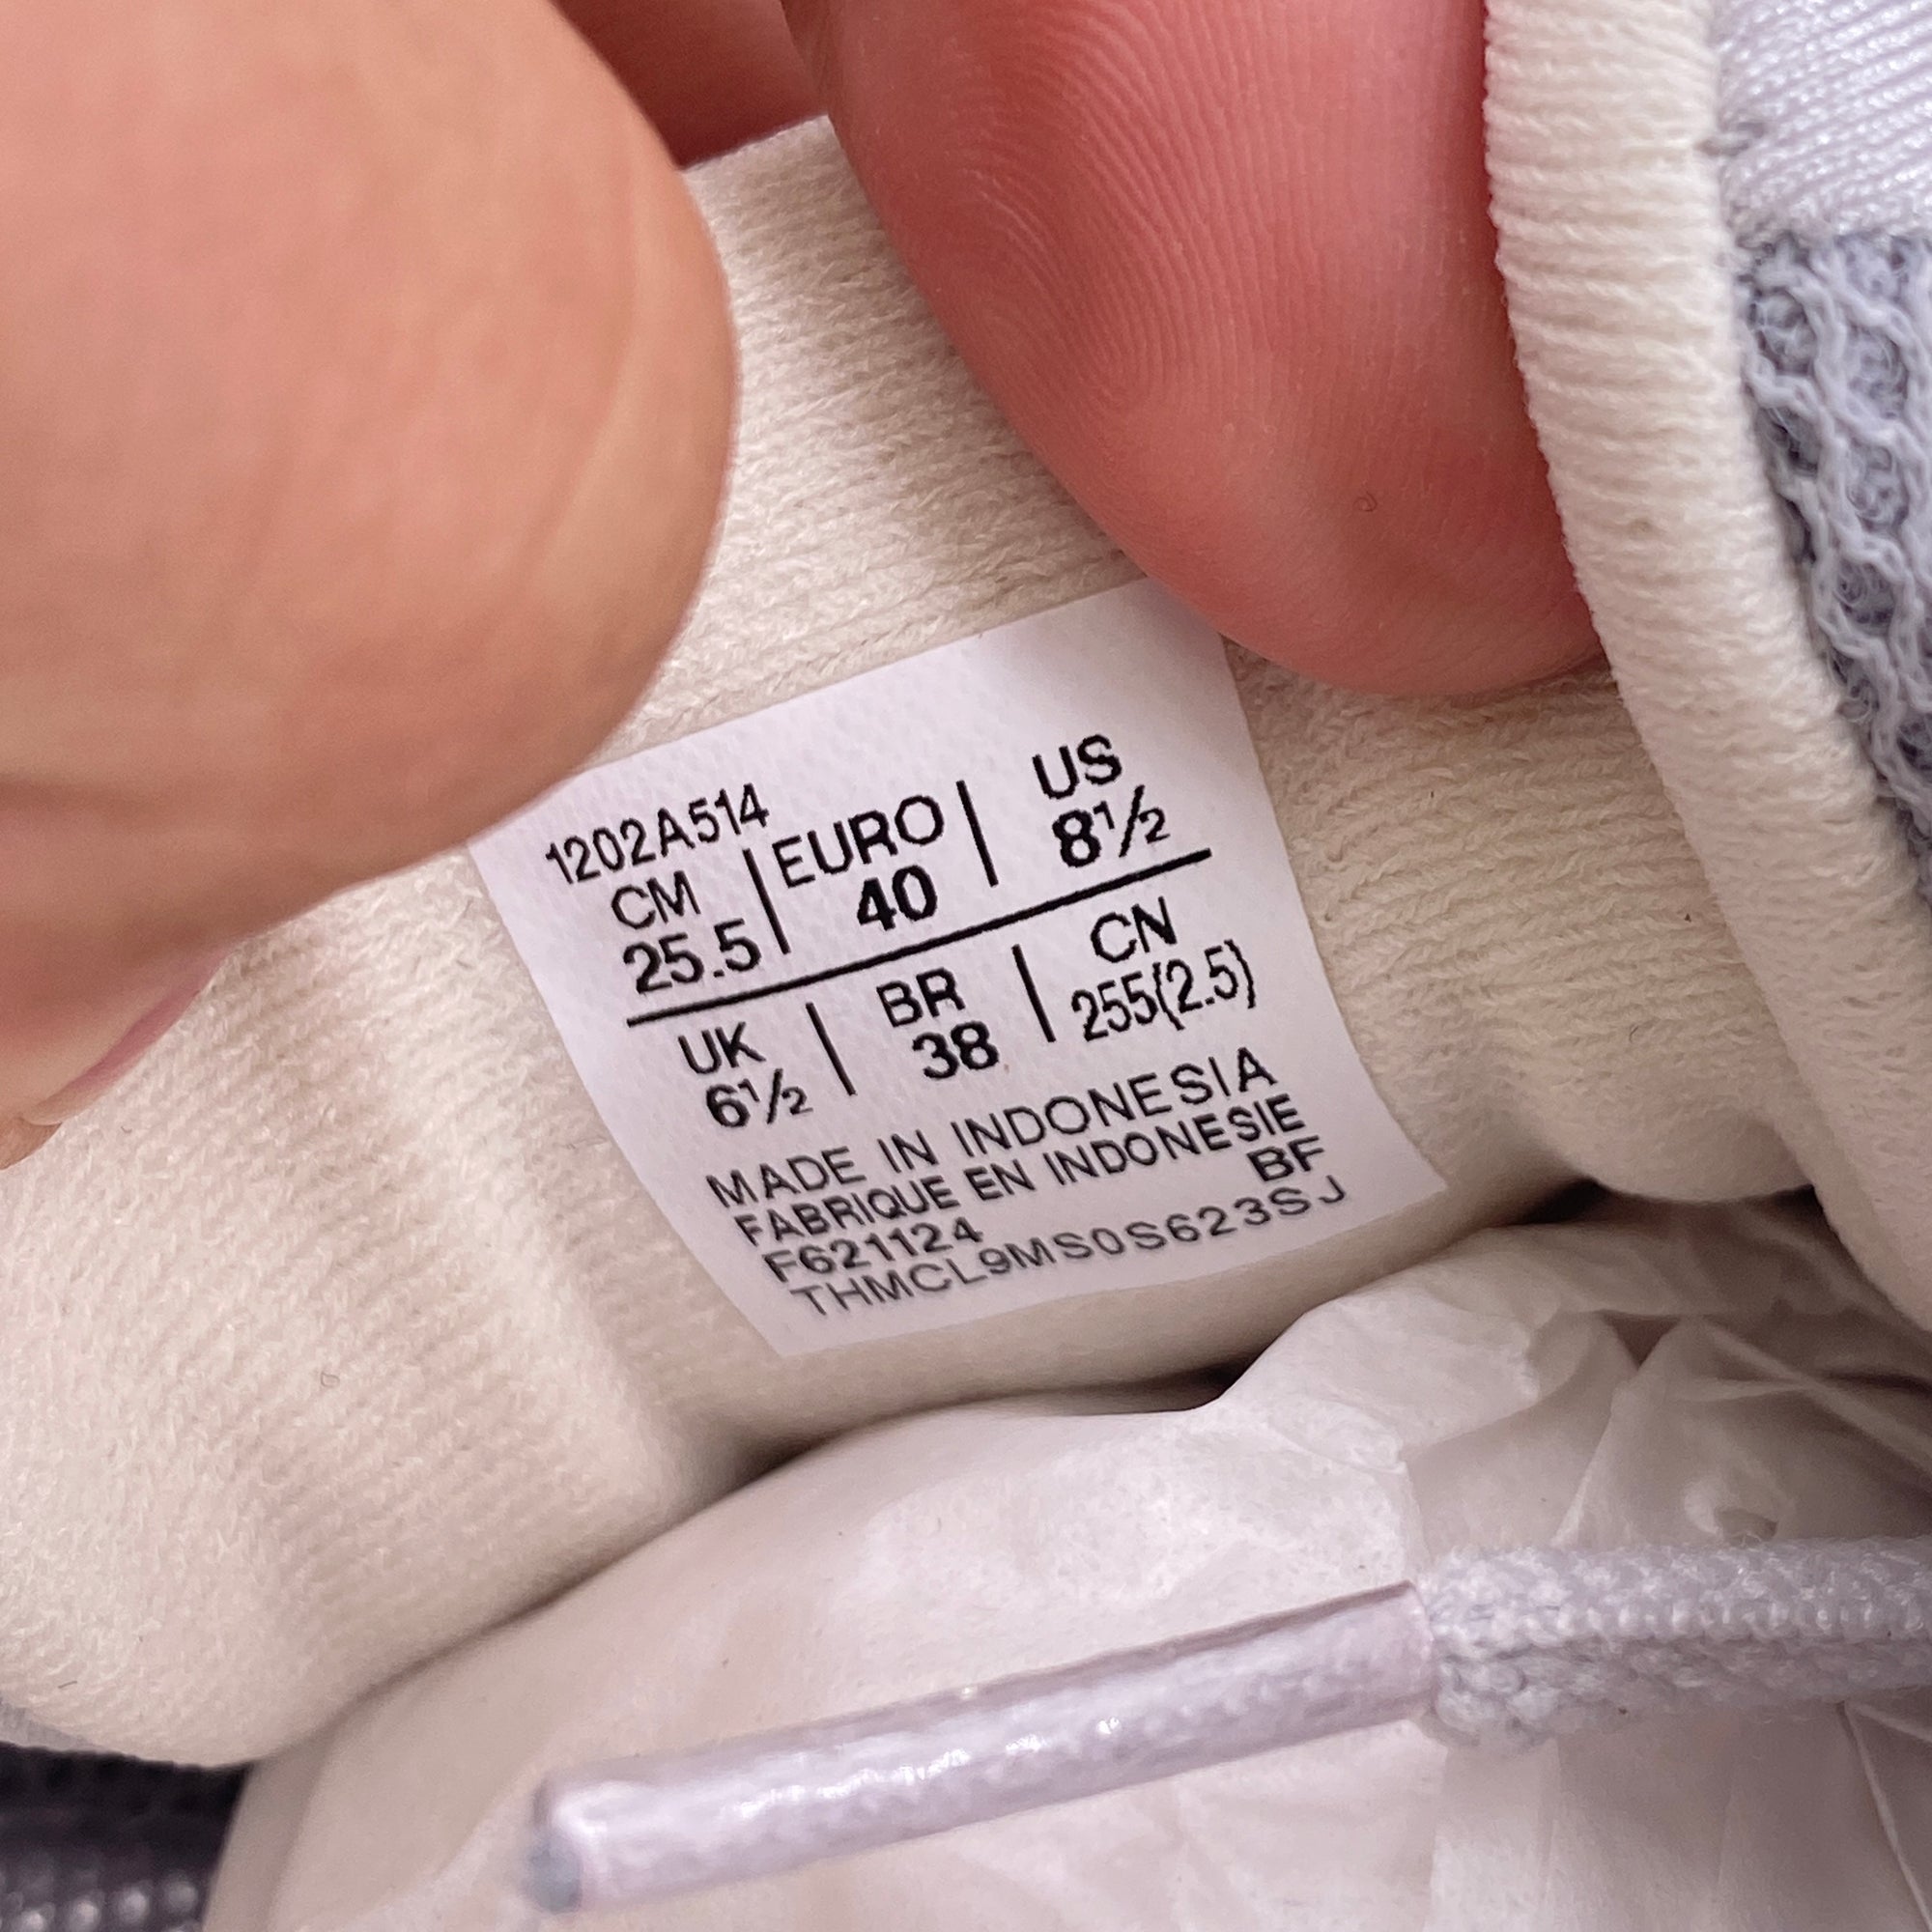 1202A514
CM | EURO | US
25.5 | 40 | 8½
UK | BR | CN
6½ | 38 | 255(2.5)
MADE IN INDONESIA
FABRIQUE EN INDONESIE
F621124 BF
THMCL9MS0S623SJ